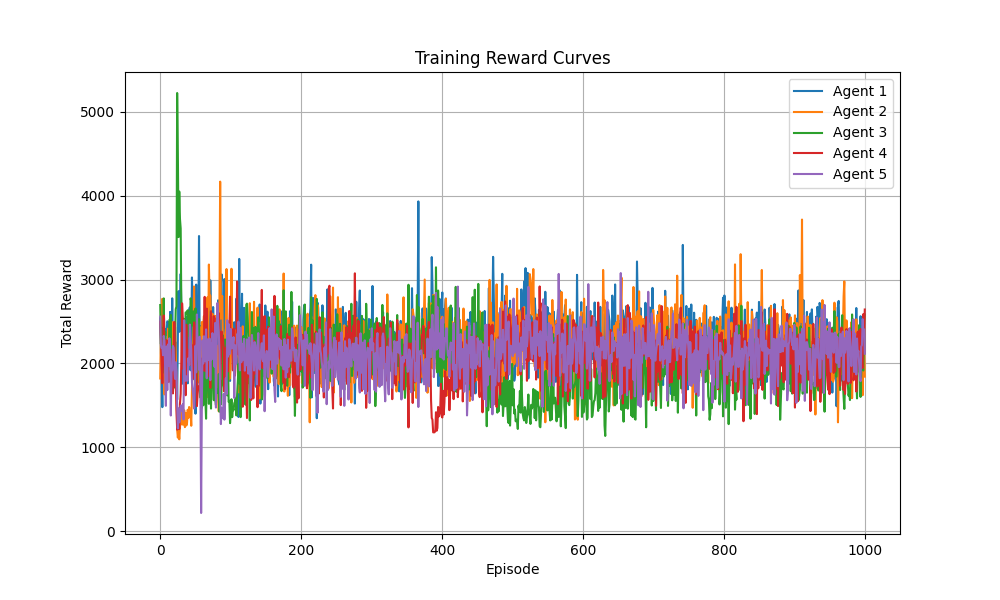 Training Reward Curves
Total Reward
5000
4000
3000
2000
1000
0
Agent 1
Agent 2
Agent 3
Agent 4
Agent 5
0 200 400 600 800 1000
Episode